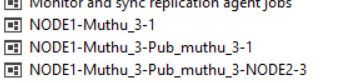 Monitor and sync replication agent jobs
NODE1-Muthu_3-1
NODE1-Muthu_3-Pub_muthu_3-1
NODE1-Muthu_3-Pub_muthu_3-NODE2-3